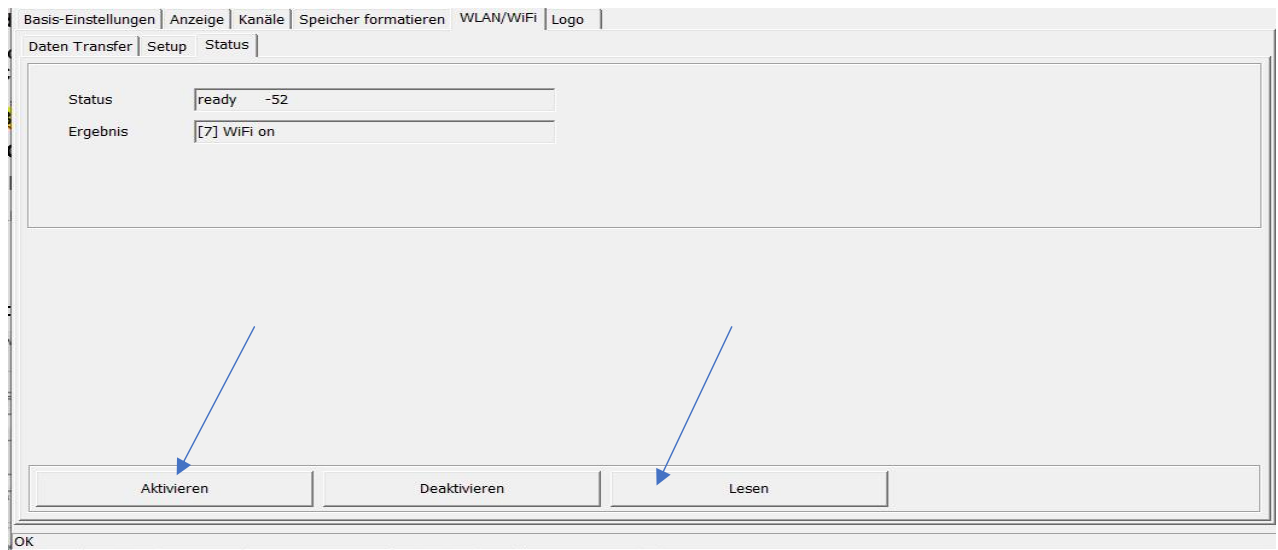 Basis-Einstellungen Anzeige Kanäle Speicher formatieren WLAN/WiFi Logo
Daten Transfer Setup Status
Status ready -52
Ergebnis [7] WiFi on
Aktivieren Deaktivieren Lesen
OK